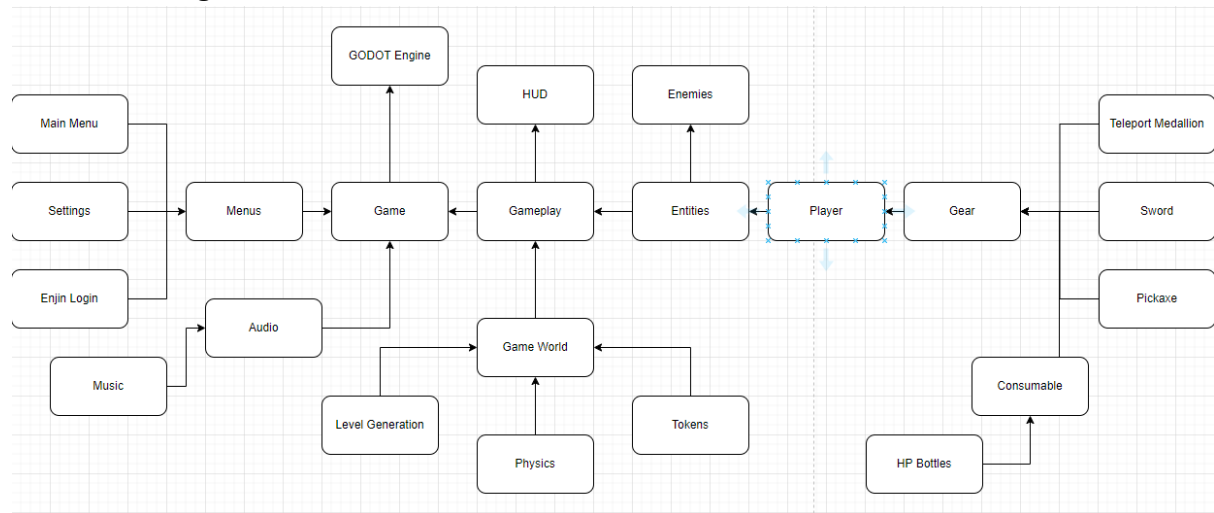 GODOT Engine
HUD
Enemies
Main Menu
Teleport Medallion
Settings
Menus
Game
Gameplay
Entities
Player
Gear
Sword
Enjin Login
Pickaxe
Audio
Game World
Music
Consumable
Level Generation
Tokens
Physics
HP Bottles